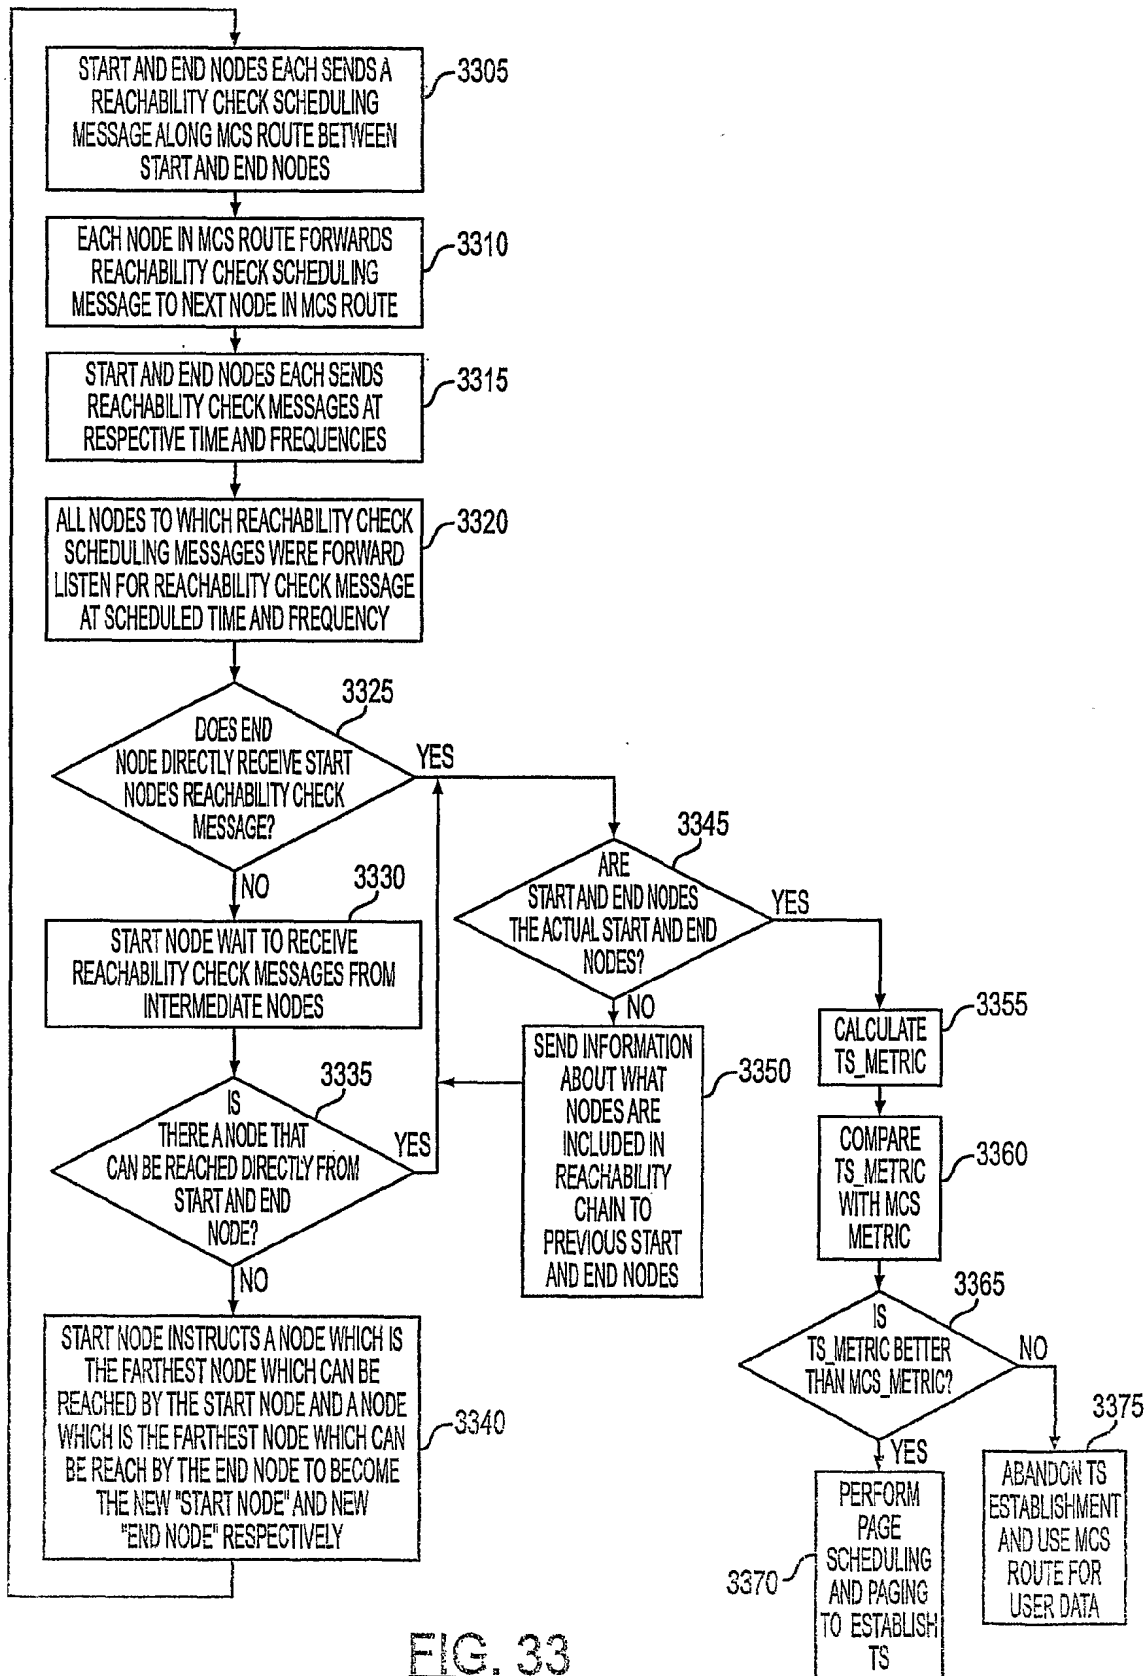 START AND END NODES EACH SENDS A
REACHABILITY CHECK SCHEDULING
MESSAGE ALONG MCS ROUTE BETWEEN
START AND END NODES
3305
EACH NODE IN MCS ROUTE FORWARDS
REACHABILITY CHECK SCHEDULING
MESSAGE TO NEXT NODE IN MCS ROUTE
3310
START AND END NODES EACH SENDS
REACHABILITY CHECK MESSAGES AT
RESPECTIVE TIME AND FREQUENCIES
3315
ALL NODES TO WHICH REACHABILITY CHECK
SCHEDULING MESSAGES WERE FORWARD
LISTEN FOR REACHABILITY CHECK MESSAGE
AT SCHEDULED TIME AND FREQUENCY
3320
DOES END
NODE DIRECTLY RECEIVE START
NODE'S REACHABILITY CHECK
MESSAGE?
3325
YES
NO
START NODE WAIT TO RECEIVE
REACHABILITY CHECK MESSAGES FROM
INTERMEDIATE NODES
3330
IS
THERE A NODE THAT
CAN BE REACHED DIRECTLY FROM
START AND END
NODE?
3335
YES
NO
START NODE INSTRUCTS A NODE WHICH IS
THE FARTHEST NODE WHICH CAN BE
REACHED BY THE START NODE AND A NODE
WHICH IS THE FARTHEST NODE WHICH CAN
BE REACH BY THE END NODE TO BECOME
THE NEW "START NODE" AND NEW
"END NODE" RESPECTIVELY
3340
ARE
START AND END NODES
THE ACTUAL START AND END
NODES?
3345
YES
NO
SEND INFORMATION
ABOUT WHAT
NODES ARE
INCLUDED IN
REACHABILITY
CHAIN TO
PREVIOUS START
AND END NODES
3350
CALCULATE
TS_METRIC
3355
COMPARE
TS_METRIC
WITH MCS
METRIC
3360
IS
TS_METRIC BETTER
THAN MCS_METRIC?
3365
NO
YES
PERFORM
PAGE
SCHEDULING
AND PAGING
TO ESTABLISH
TS
3370
ABANDON TS
ESTABLISHMENT
AND USE MCS
ROUTE FOR
USER DATA
3375
FIG. 33